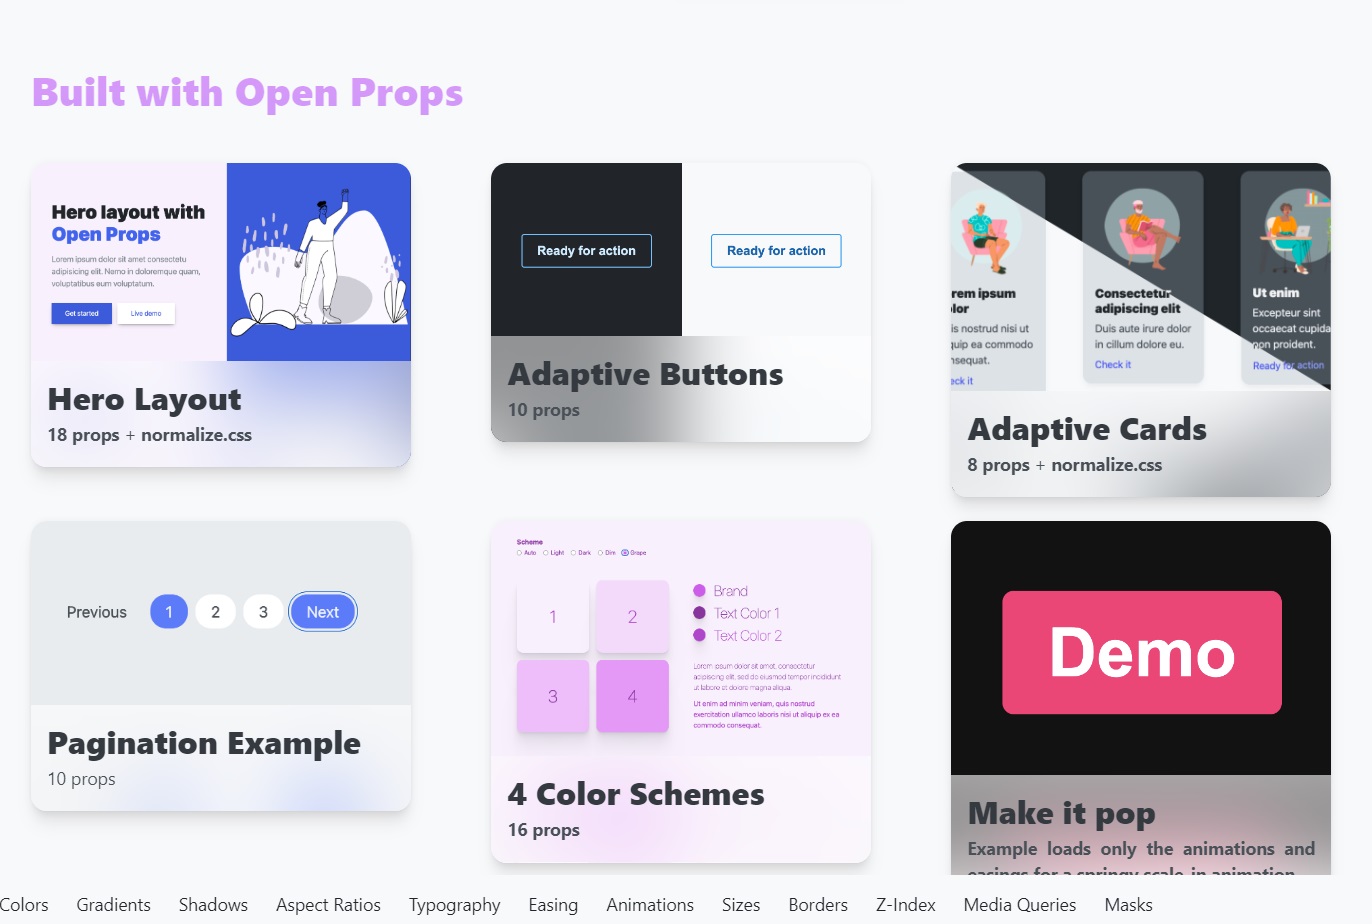 Built with Open Props
Hero layout with
Open Props
Lorem ipsum dolor sit amet consectetu
adipisicing elit. Nemo in doloremque quam,
voluptatibus eum voluptatum.
Get started
Live demo
Hero Layout
18 props + normalize.css
Ready for action
Ready for action
Adaptive Buttons
10 props
rem ipsum
lor
is nostrud nisi ut
quip ea commodo
nsequat.
eck it
Consectetur
adipiscing elit
Duis aute irure dolor
in cillum dolore eu.
Check it
Ut enim
Excepteur sint
occaecat cupida
non proident.
Ready for action
Adaptive Cards
8 props + normalize.css
Previous
1
2
3
Next
Pagination Example
10 props
Scheme
Auto
Light
Dark
Dim
Grape
1
2
3
4
Brand
Text Color 1
Text Color 2
Lorem ipsum dolor sit amet, consectetur
adipiscing elit, sed do eiusmod tempor incididunt
ut labore et dolore magna aliqua.
Ut enim ad minim veniam, quis nostrud
exercitation ullamco laboris nisi ut aliquip ex ea
commodo consequat.
4 Color Schemes
16 props
Demo
Make it pop
Example loads only the animations and
easings for a springy scale-in animation
Colors
Gradients
Shadows
Aspect Ratios
Typography
Easing
Animations
Sizes
Borders
Z-Index
Media Queries
Masks